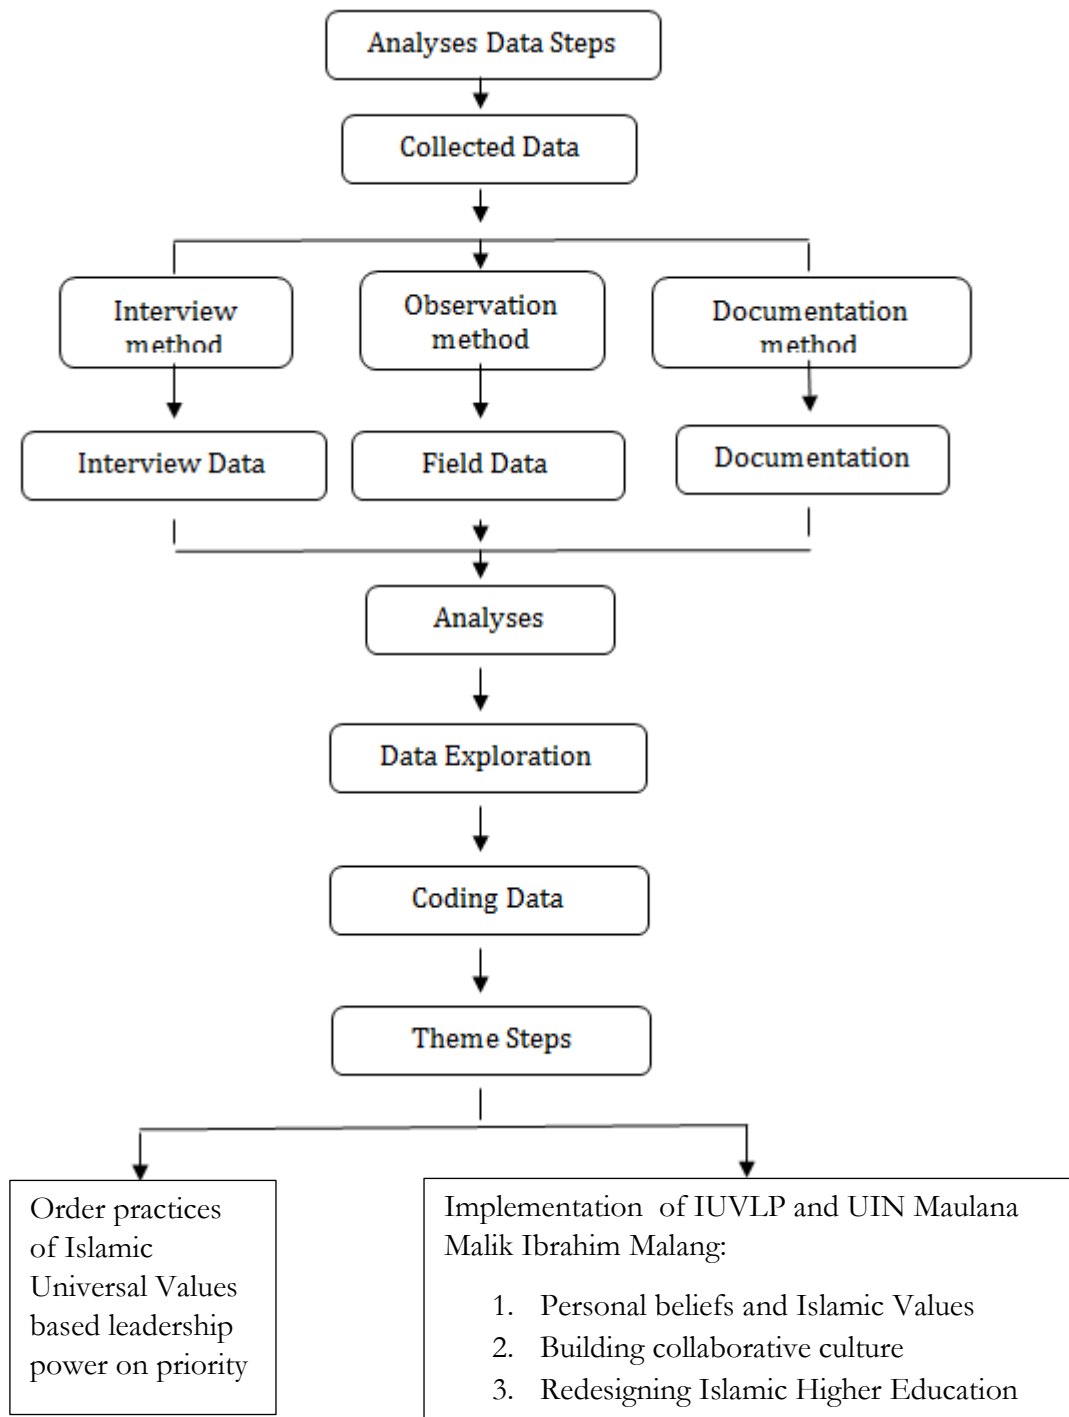 Analyses Data Steps
Collected Data
Interview
method
Observation
method
Documentation
method
Interview Data
Field Data
Documentation
Analyses
Data Exploration
Coding Data
Theme Steps
Order practices
of Islamic
Universal Values
based leadership
power on priority
Implementation of IUVLP and UIN Maulana
Malik Ibrahim Malang:
1. Personal beliefs and Islamic Values
2. Building collaborative culture
3. Redesigning Islamic Higher Education